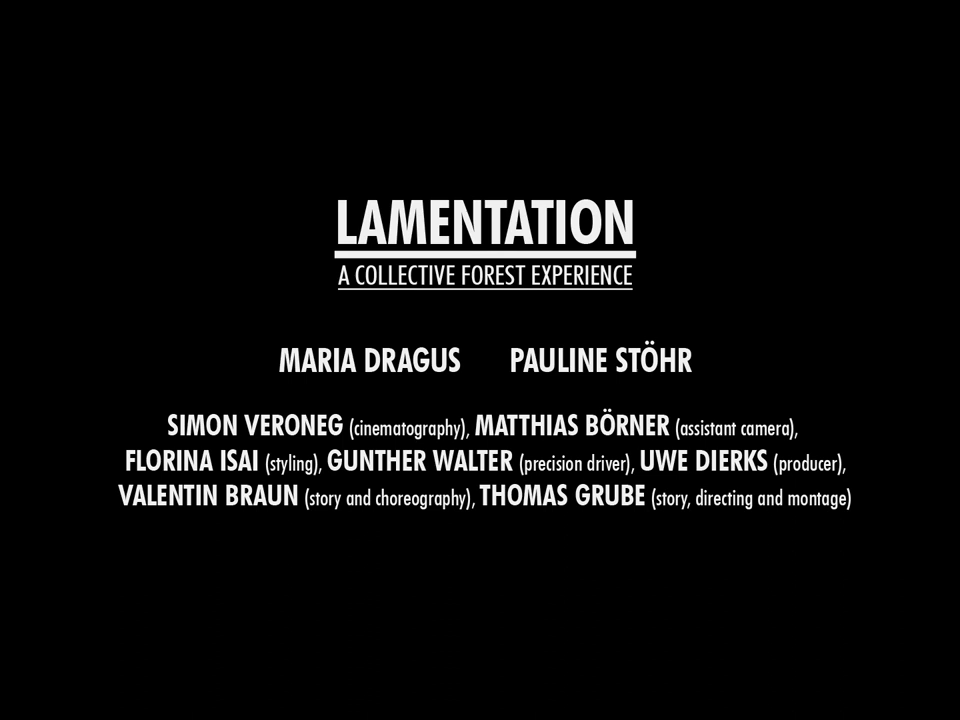 LAMENTATION
A COLLECTIVE FOREST EXPERIENCE
MARIA DRAGUS PAULINE STÖHR
SIMON VERONEG (cinematography), MATTHIAS BÖRNER (assistant camera),
FLORINA ISAI (styling), GUNTHER WALTER (precision driver), UWE DIERKS (producer),
VALENTIN BRAUN (story and choreography), THOMAS GRUBE (story, directing and montage)